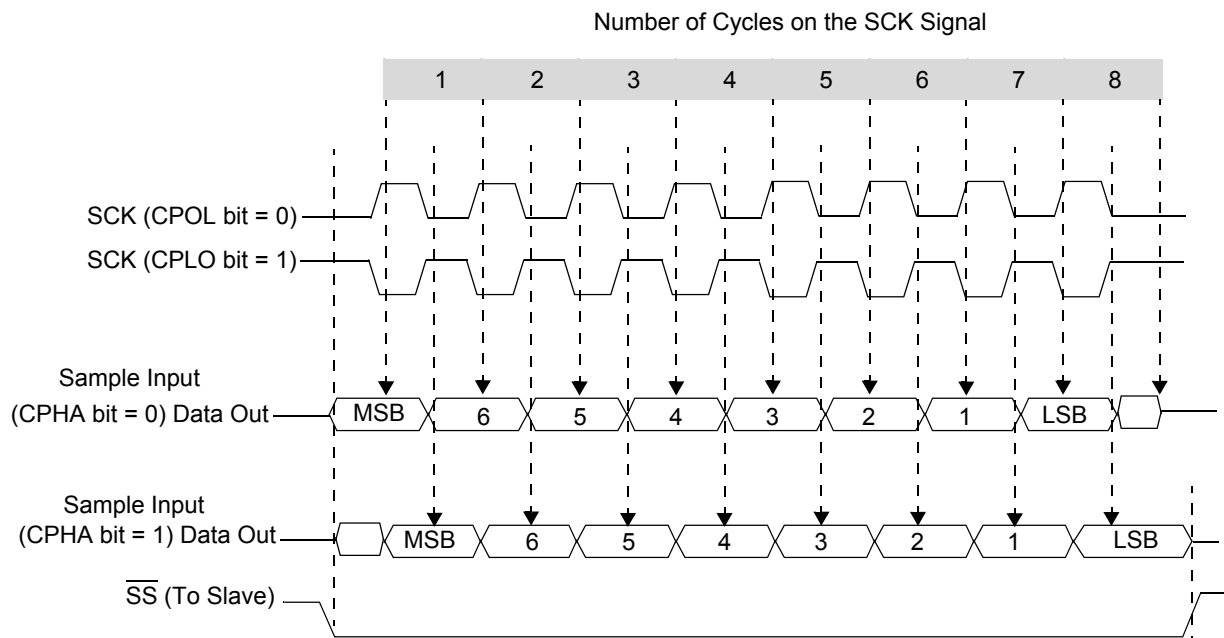 Number of Cycles on the SCK Signal
1 2 3 4 5 6 7 8
SCK (CPOL bit = 0)
SCK (CPLO bit = 1)
Sample Input
(CPHA bit = 0) Data Out
MSB 6 5 4 3 2 1 LSB
Sample Input
(CPHA bit = 1) Data Out
MSB 6 5 4 3 2 1 LSB
SS (To Slave)